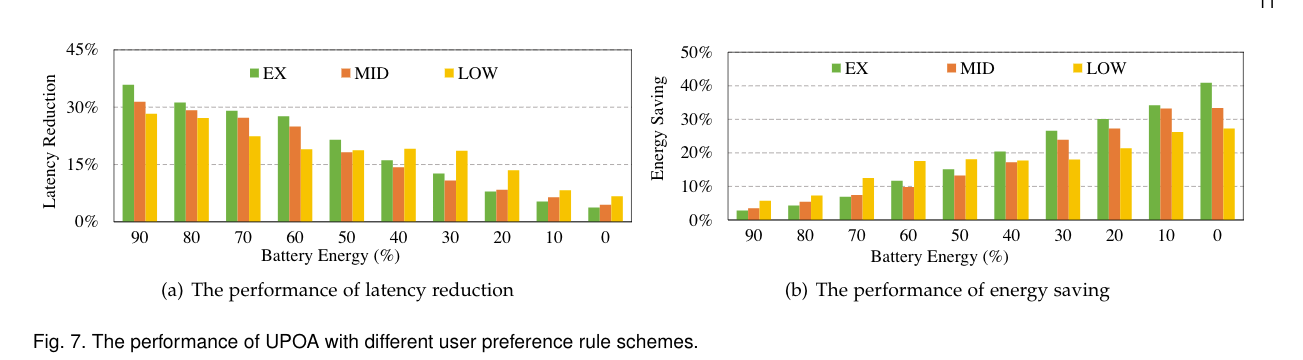 11
45%
30%
15%
0%
Latency Reduction
EX MID LOW
90 80 70 60 50 40 30 20 10 0
Battery Energy (%)
(a) The performance of latency reduction
50%
40%
30%
20%
10%
0%
Energy Saving
EX MID LOW
90 80 70 60 50 40 30 20 10 0
Battery Energy (%)
(b) The performance of energy saving
Fig. 7. The performance of UPOA with different user preference rule schemes.